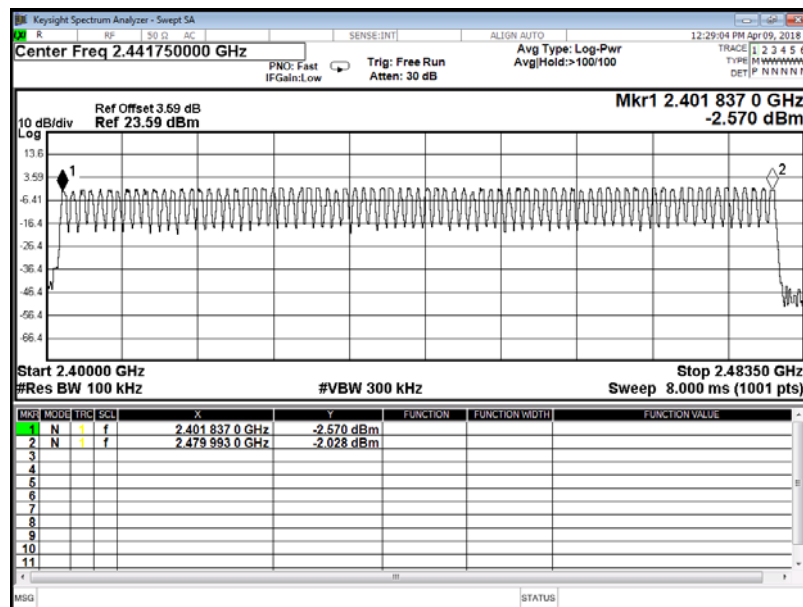 Keysight Spectrum Analyzer - Swept SA
R RF 50 Ω AC SENSE:INT ALIGN AUTO 12:29:04 PM Apr 09, 2018
Center Freq 2.441750000 GHz
PNO: Fast
IFGain:Low
Trig: Free Run
Atten: 30 dB
Avg Type: Log-Pwr
Avg|Hold:>100/100
TRACE 1 2 3 4 5 6
TYPE M
DET P N N N N N
Ref Offset 3.59 dB
10 dB/div Ref 23.59 dBm
Log
Mkr1 2.401 837 0 GHz
-2.570 dBm
13.6
3.59
-6.41
-16.4
-26.4
-36.4
-46.4
-56.4
-66.4
1
2
Start 2.40000 GHz Stop 2.48350 GHz
#Res BW 100 kHz #VBW 300 kHz Sweep 8.000 ms (1001 pts)
MKR MODE TRC SCL X Y FUNCTION FUNCTION WIDTH FUNCTION VALUE
1 N 1 f 2.401 837 0 GHz -2.570 dBm
2 N 1 f 2.479 993 0 GHz -2.028 dBm
3
4
5
6
7
8
9
10
11
MSG STATUS